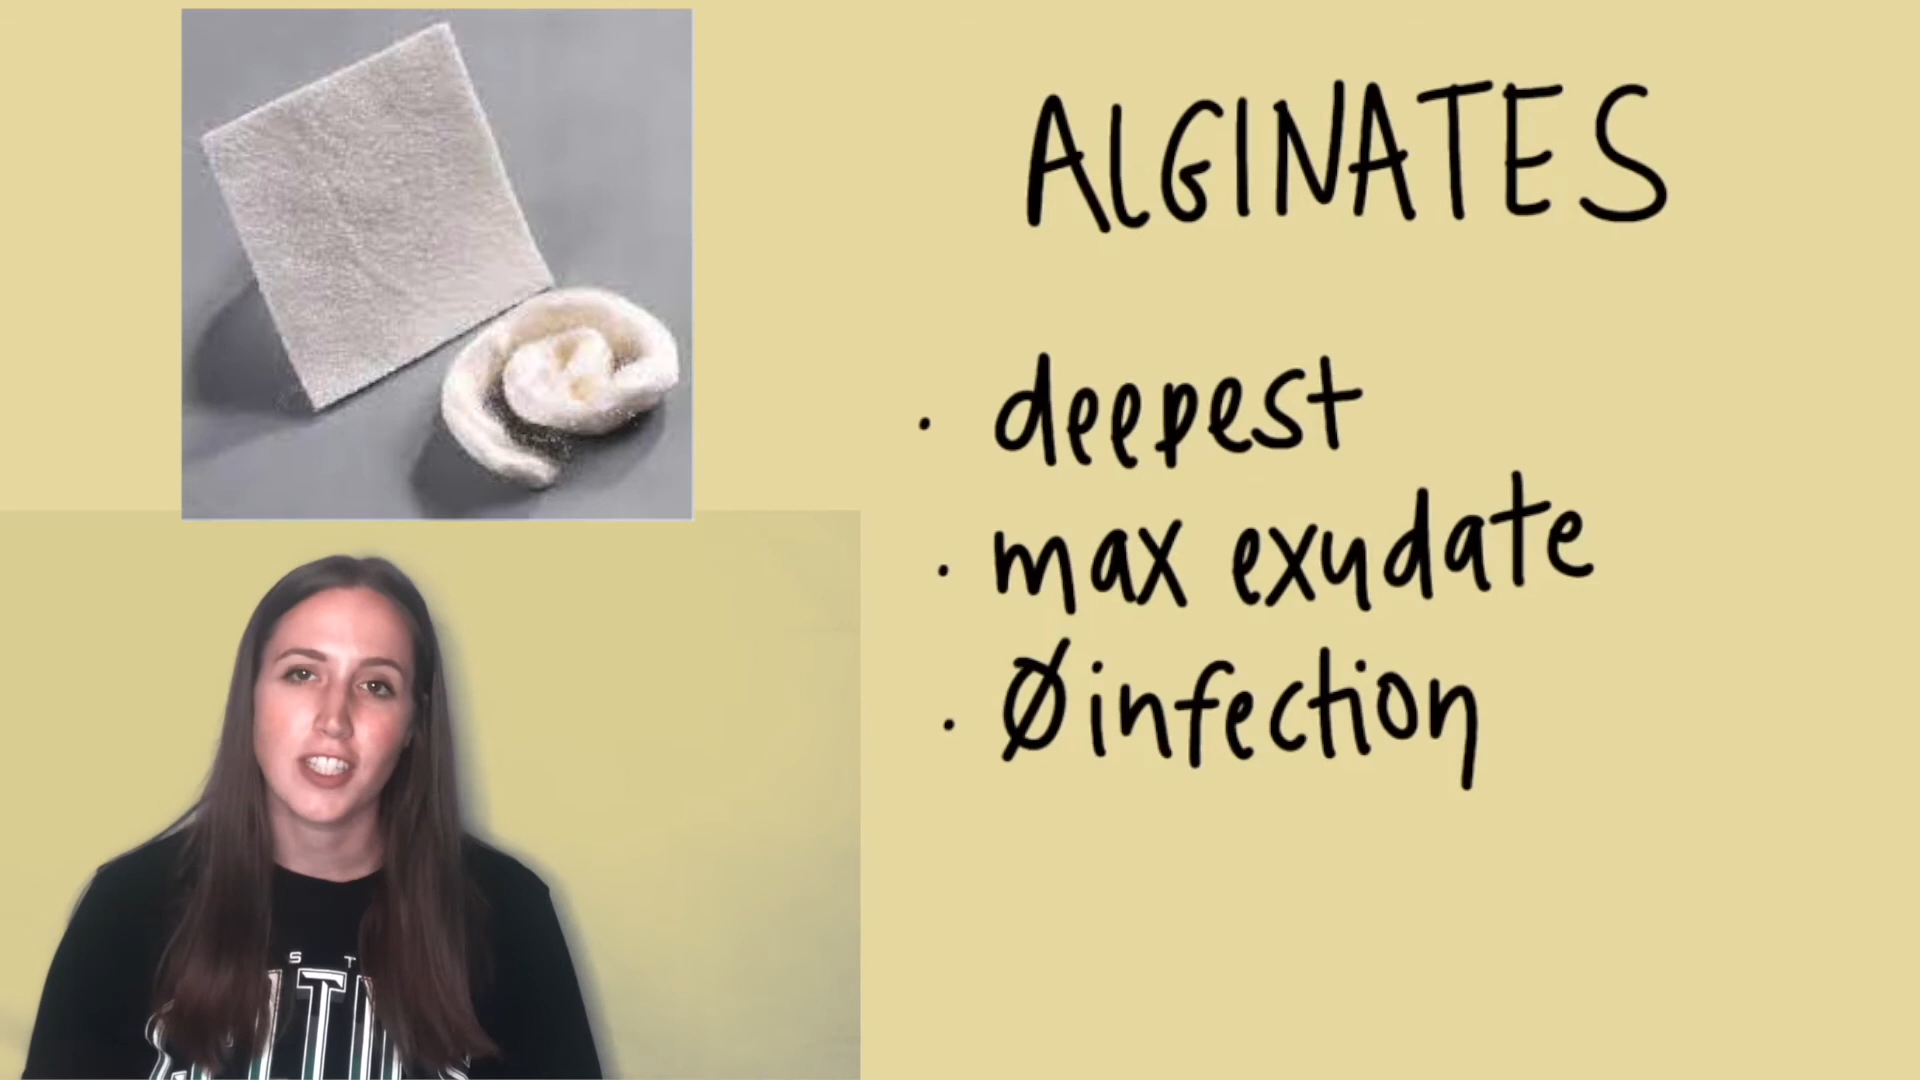 ALGINATES
· deepest
· max exudate
· Ø infection